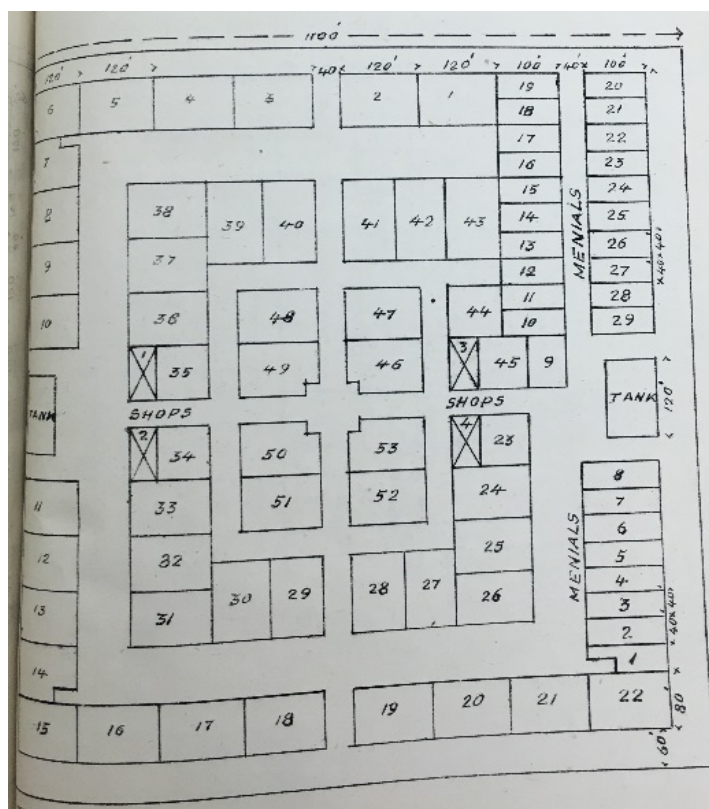 1100'
120' 120' 40' 120' 120' 100' 40' 100'
6 5 4 3 2 1 19 20
18 21
7 17 22
16 23
8 38 39 40 41 42 43 15 24
14 MENIALS 25
9 37 13 26 40x40'
12 27
10 36 48 47 44 11 28
10 29
1 35 49 46 3 45 9
TANK SHOPS SHOPS TANK 120'
2 34 50 53 4 23
8
11 33 51 52 24 7
MENIALS 6
12 32 25 5
30 29 28 27 4
13 31 26 3 40x40'
2
14 1
15 16 17 18 19 20 21 22 80'
60'